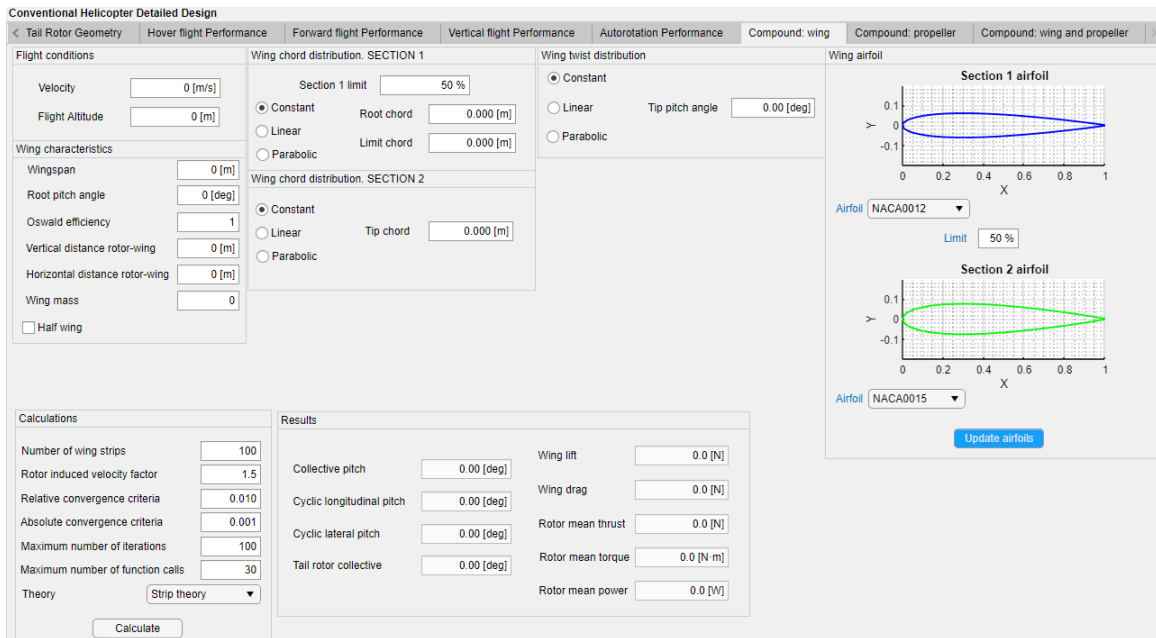 Conventional Helicopter Detailed Design
< Tail Rotor Geometry Hover flight Performance Forward flight Performance Vertical flight Performance Autorotation Performance Compound: wing Compound: propeller Compound: wing and propeller >
Flight conditions
Velocity 0 [m/s]
Flight Altitude 0 [m]
Wing characteristics
Wingspan 0 [m]
Root pitch angle 0 [deg]
Oswald efficiency 1
Vertical distance rotor-wing 0 [m]
Horizontal distance rotor-wing 0 [m]
Wing mass 0
Half wing
Wing chord distribution. SECTION 1
Section 1 limit 50 %
Constant
Linear
Parabolic
Root chord 0.000 [m]
Limit chord 0.000 [m]
Wing chord distribution. SECTION 2
Constant
Linear
Parabolic
Tip chord 0.000 [m]
Wing twist distribution
Constant
Linear
Parabolic
Tip pitch angle 0.00 [deg]
Wing airfoil
Section 1 airfoil
0.1
0
-0.1
Y
0 0.2 0.4 0.6 0.8 1
X
Airfoil NACA0012
Limit 50 %
Section 2 airfoil
0.1
0
-0.1
Y
0 0.2 0.4 0.6 0.8 1
X
Airfoil NACA0015
Update airfoils
Calculations
Number of wing strips 100
Rotor induced velocity factor 1.5
Relative convergence criteria 0.010
Absolute convergence criteria 0.001
Maximum number of iterations 100
Maximum number of function calls 30
Theory Strip theory
Calculate
Results
Collective pitch 0.00 [deg]
Cyclic longitudinal pitch 0.00 [deg]
Cyclic lateral pitch 0.00 [deg]
Tail rotor collective 0.00 [deg]
Wing lift 0.0 [N]
Wing drag 0.0 [N]
Rotor mean thrust 0.0 [N]
Rotor mean torque 0.0 [N·m]
Rotor mean power 0.0 [W]